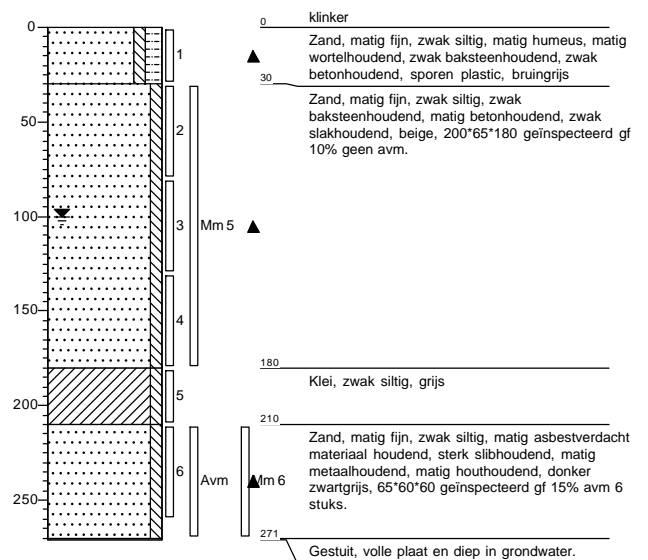 0
50
100
150
200
250
1
2
3
4
5
6
Mm 5
Avm
Mm 6
0
klinker
Zand, matig fijn, zwak siltig, matig humeus, matig
wortelhoudend, zwak baksteenhoudend, zwak
betonhoudend, sporen plastic, bruingrijs
30
Zand, matig fijn, zwak siltig, zwak
baksteenhoudend, matig betonhoudend, zwak
slakhoudend, beige, 200*65*180 geïnspecteerd gf
10% geen avm.
180
Klei, zwak siltig, grijs
210
Zand, matig fijn, zwak siltig, matig asbestverdacht
materiaal houdend, sterk slibhoudend, matig
metaalhoudend, matig houthoudend, donker
zwartgrijs, 65*60*60 geïnspecteerd gf 15% avm 6
stuks.
271
Gestuit, volle plaat en diep in grondwater.